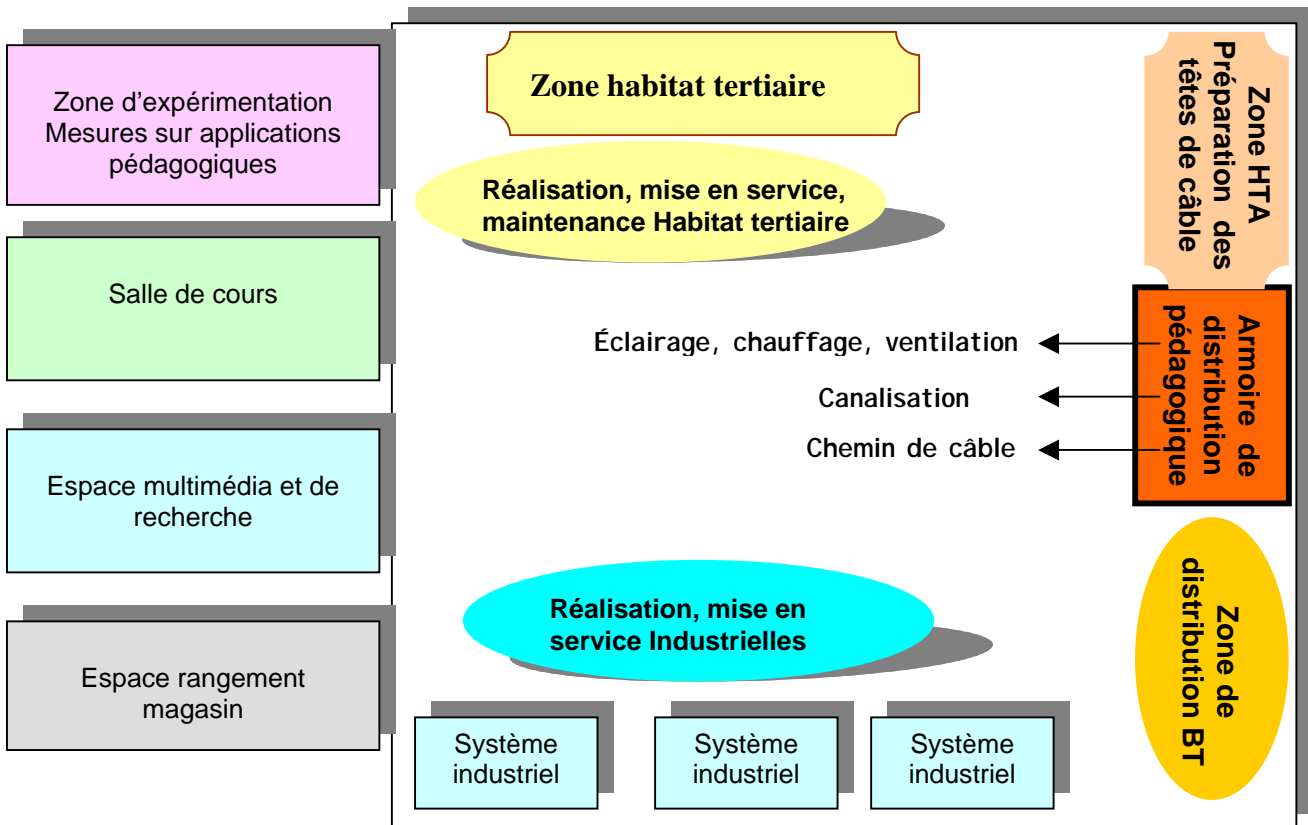 Zone d'expérimentation
Mesures sur applications
pédagogiques
Salle de cours
Espace multimédia et de
recherche
Espace rangement
magasin
Zone habitat tertiaire
Réalisation, mise en service,
maintenance Habitat tertiaire
Éclairage, chauffage, ventilation
Canalisation
Chemin de câble
Réalisation, mise en
service Industrielles
Système
industriel
Système
industriel
Système
industriel
Zone HTA
Préparation des
têtes de câble
Armoire de
distribution
pédagogique
Zone de
distribution BT